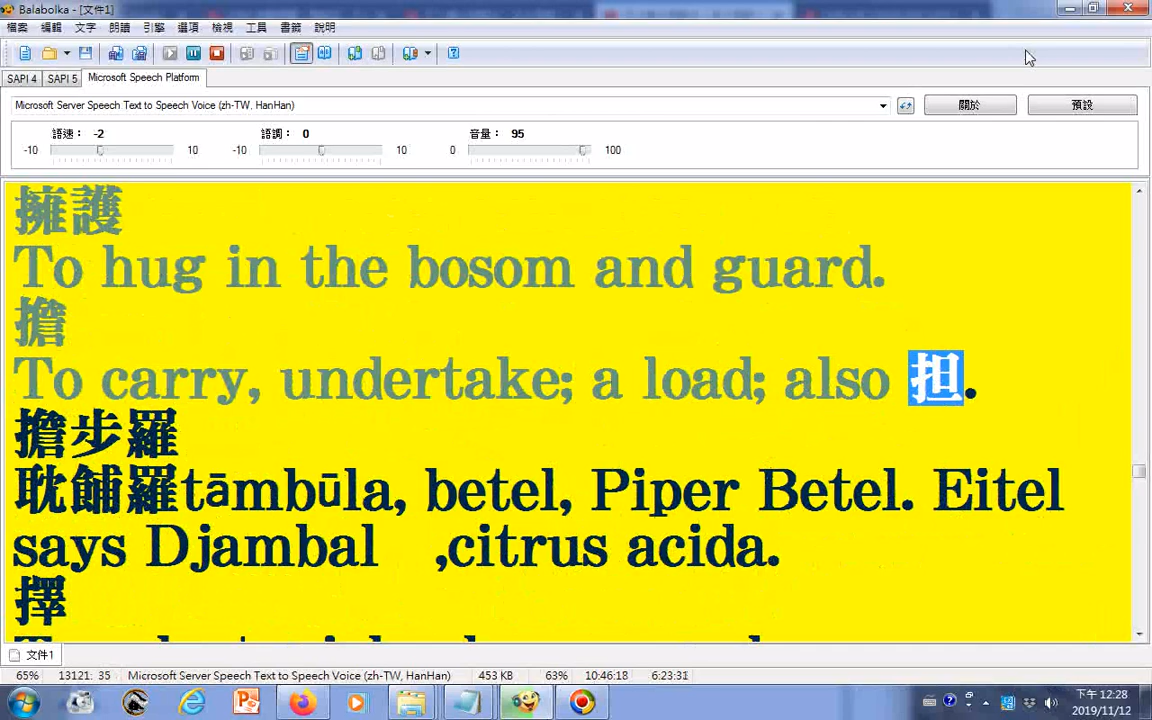 Balabolka - [文件1]
檔案 編輯 文字 朗讀 引擎 選項 檢視 工具 書籤 說明
SAPI 4 SAPI 5 Microsoft Speech Platform
Microsoft Server Speech Text to Speech Voice (zh-TW, HanHan) 關於 預設
語速： -2 語調： 0 音量： 95
-10 10 -10 10 0 100
擁護
To hug in the bosom and guard.
擔
To carry, undertake; a load; also 担.
擔步羅
耽餔羅tāmbūla, betel, Piper Betel. Eitel
says Djambal ,citrus acida.
擇
文件1
65% 13121: 35 Microsoft Server Speech Text to Speech Voice (zh-TW, HanHan) 453 KB 63% 10:46:18 6:23:31
下午 12:28
2019/11/12